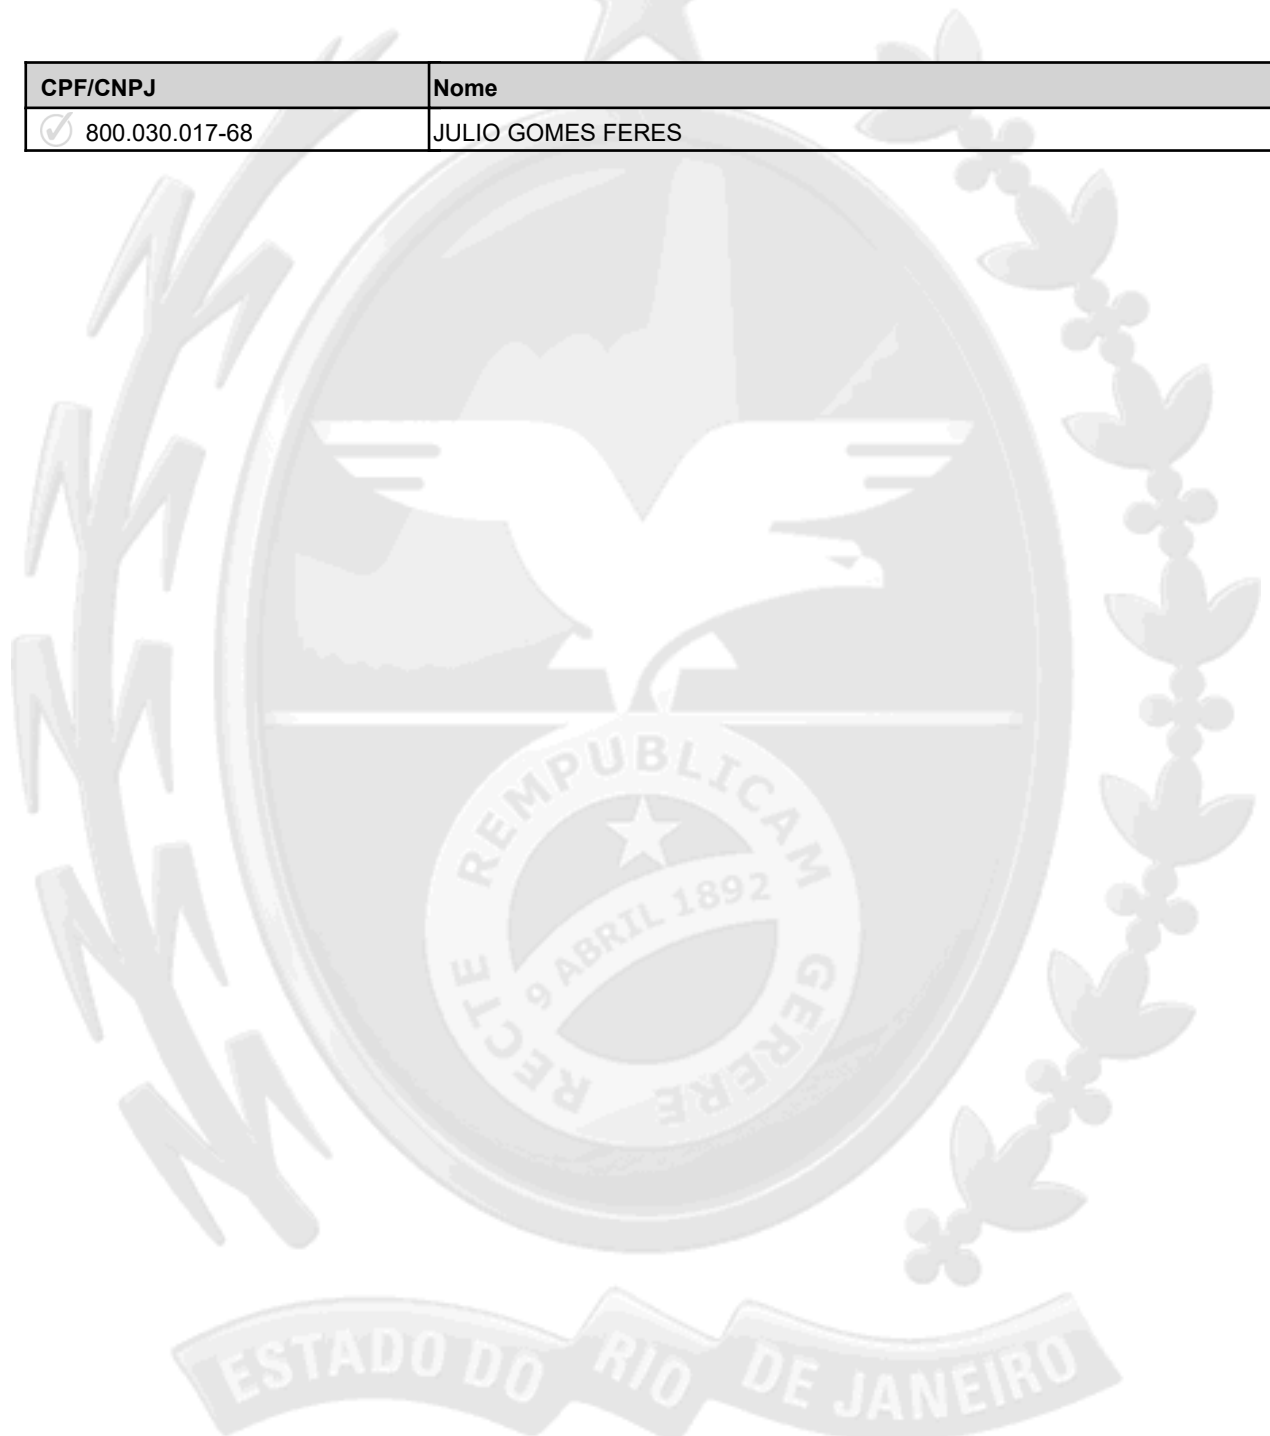 CPF/CNPJ Nome
800.030.017-68 JULIO GOMES FERES
REMPUBLICAM
9 ABRIL 1892
RECTE GERERE
ESTADO DO RIO DE JANEIRO